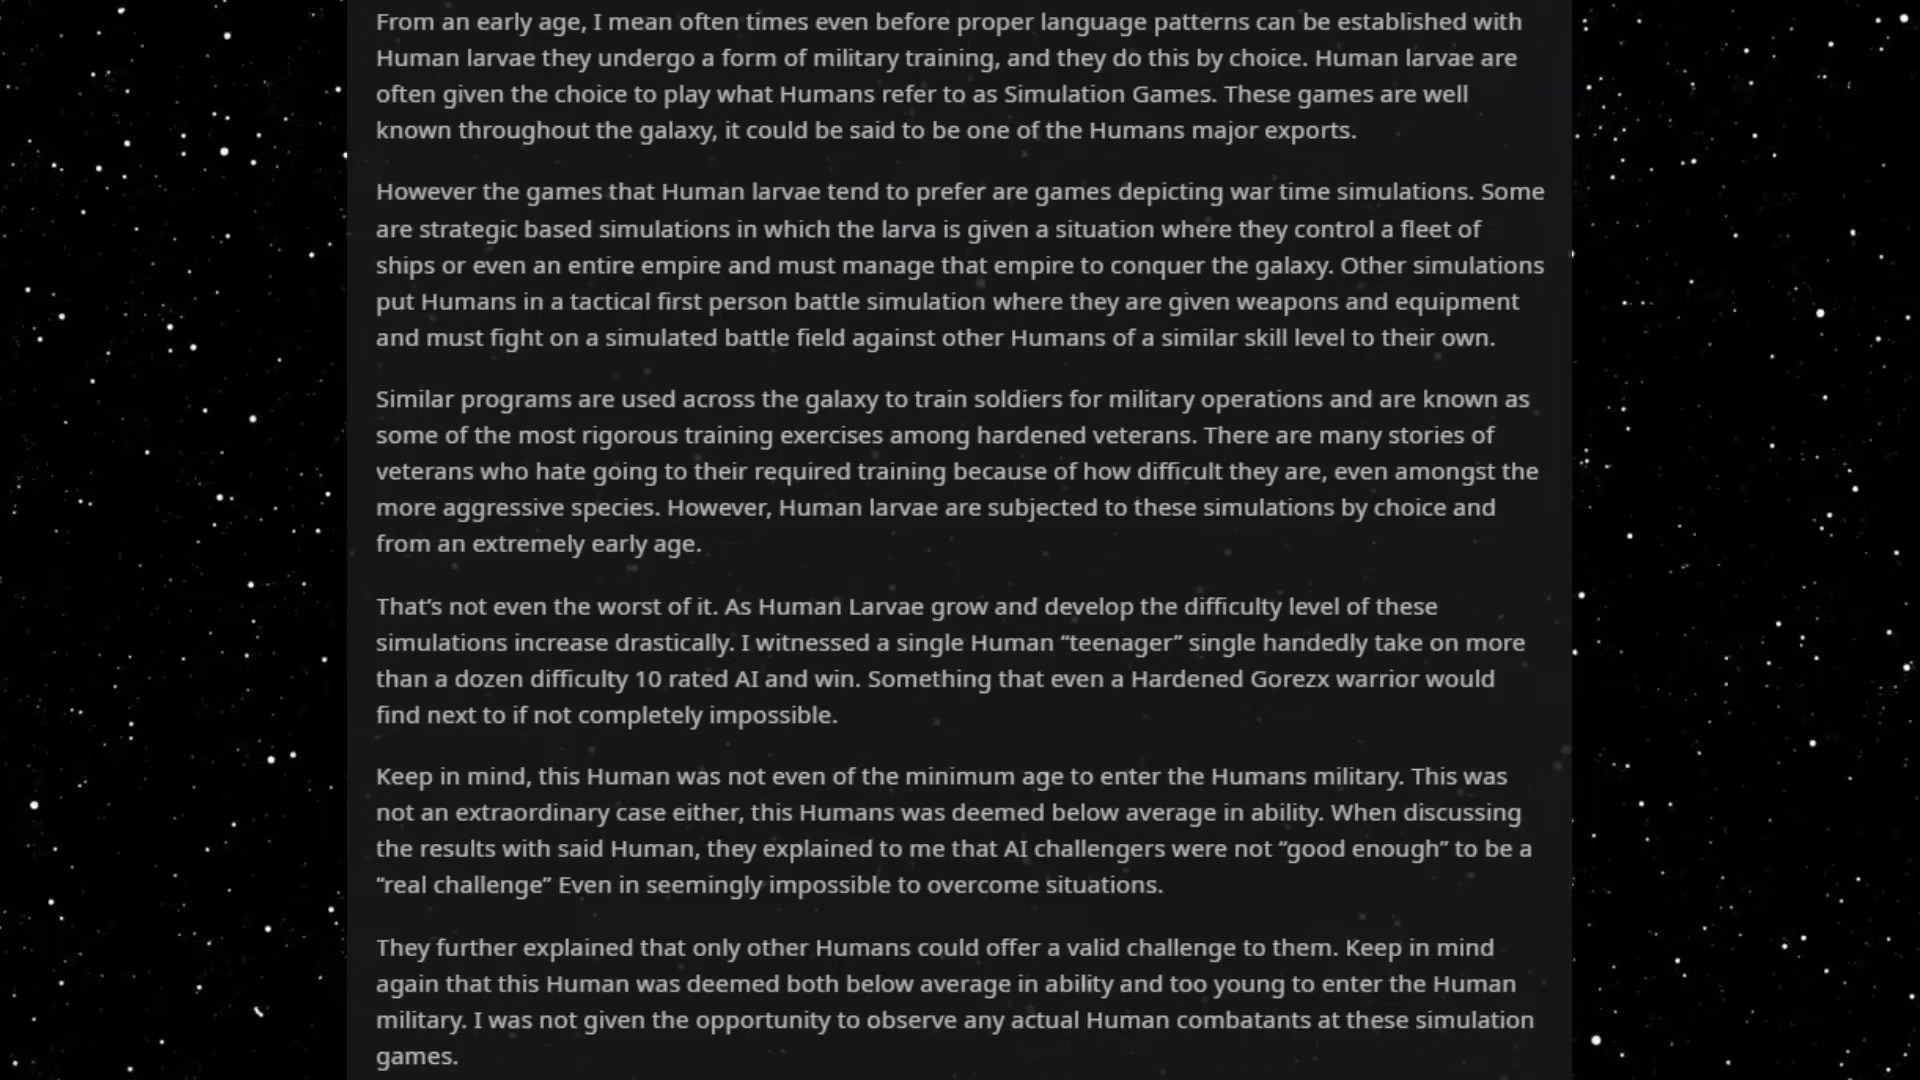 From an early age, I mean often times even before proper language patterns can be established with
Human larvae they undergo a form of military training, and they do this by choice. Human larvae are
often given the choice to play what Humans refer to as Simulation Games. These games are well
known throughout the galaxy, it could be said to be one of the Humans major exports.
However the games that Human larvae tend to prefer are games depicting war time simulations. Some
are strategic based simulations in which the larva is given a situation where they control a fleet of
ships or even an entire empire and must manage that empire to conquer the galaxy. Other simulations
put Humans in a tactical first person battle simulation where they are given weapons and equipment
and must fight on a simulated battle field against other Humans of a similar skill level to their own.
Similar programs are used across the galaxy to train soldiers for military operations and are known as
some of the most rigorous training exercises among hardened veterans. There are many stories of
veterans who hate going to their required training because of how difficult they are, even amongst the
more aggressive species. However, Human larvae are subjected to these simulations by choice and
from an extremely early age.
That’s not even the worst of it. As Human Larvae grow and develop the difficulty level of these
simulations increase drastically. I witnessed a single Human “teenager” single handedly take on more
than a dozen difficulty 10 rated AI and win. Something that even a Hardened Gorezx warrior would
find next to if not completely impossible.
Keep in mind, this Human was not even of the minimum age to enter the Humans military. This was
not an extraordinary case either, this Humans was deemed below average in ability. When discussing
the results with said Human, they explained to me that AI challengers were not “good enough” to be a
“real challenge” Even in seemingly impossible to overcome situations.
They further explained that only other Humans could offer a valid challenge to them. Keep in mind
again that this Human was deemed both below average in ability and too young to enter the Human
military. I was not given the opportunity to observe any actual Human combatants at these simulation
games.